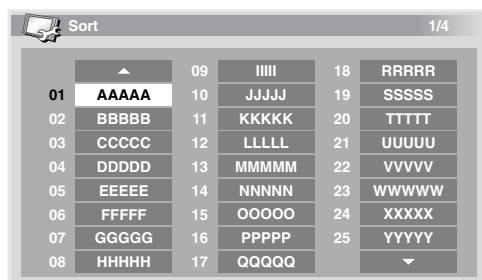 Sort 1/4
09 IIIII 18 RRRRR
01 AAAAA 10 JJJJJ 19 SSSSS
02 BBBBB 11 KKKKK 20 TTTTT
03 CCCCC 12 LLLLL 21 UUUUU
04 DDDDD 13 MMMMM 22 VVVVV
05 EEEEE 14 NNNNN 23 WWWWW
06 FFFFF 15 OOOOO 24 XXXXX
07 GGGGG 16 PPPPP 25 YYYYY
08 HHHHH 17 QQQQQ